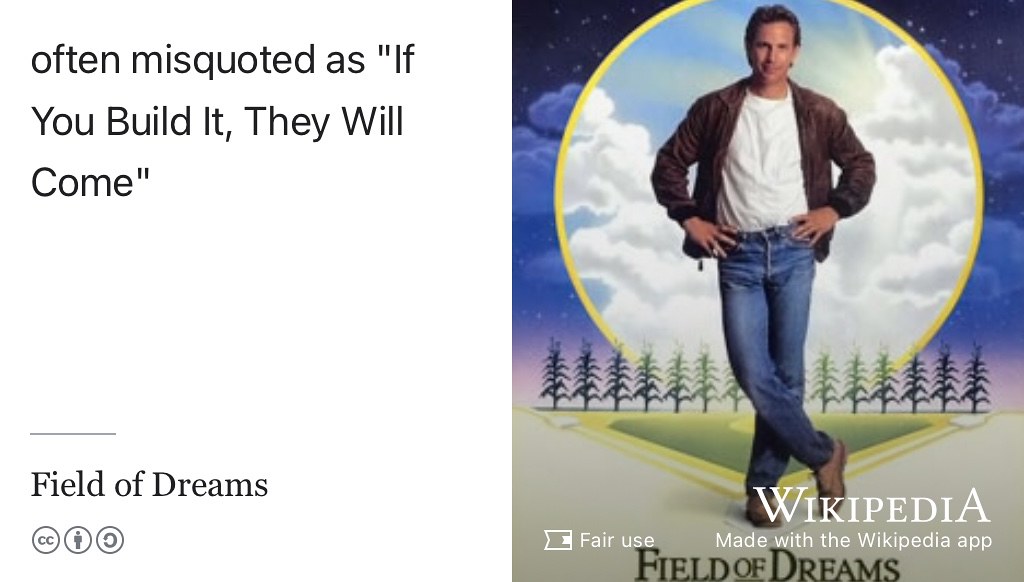 often misquoted as "If
You Build It, They Will
Come"
Field of Dreams
cc
WIKIPEDIA
Fair use
Made with the Wikipedia app
FIELD OF DREAMS